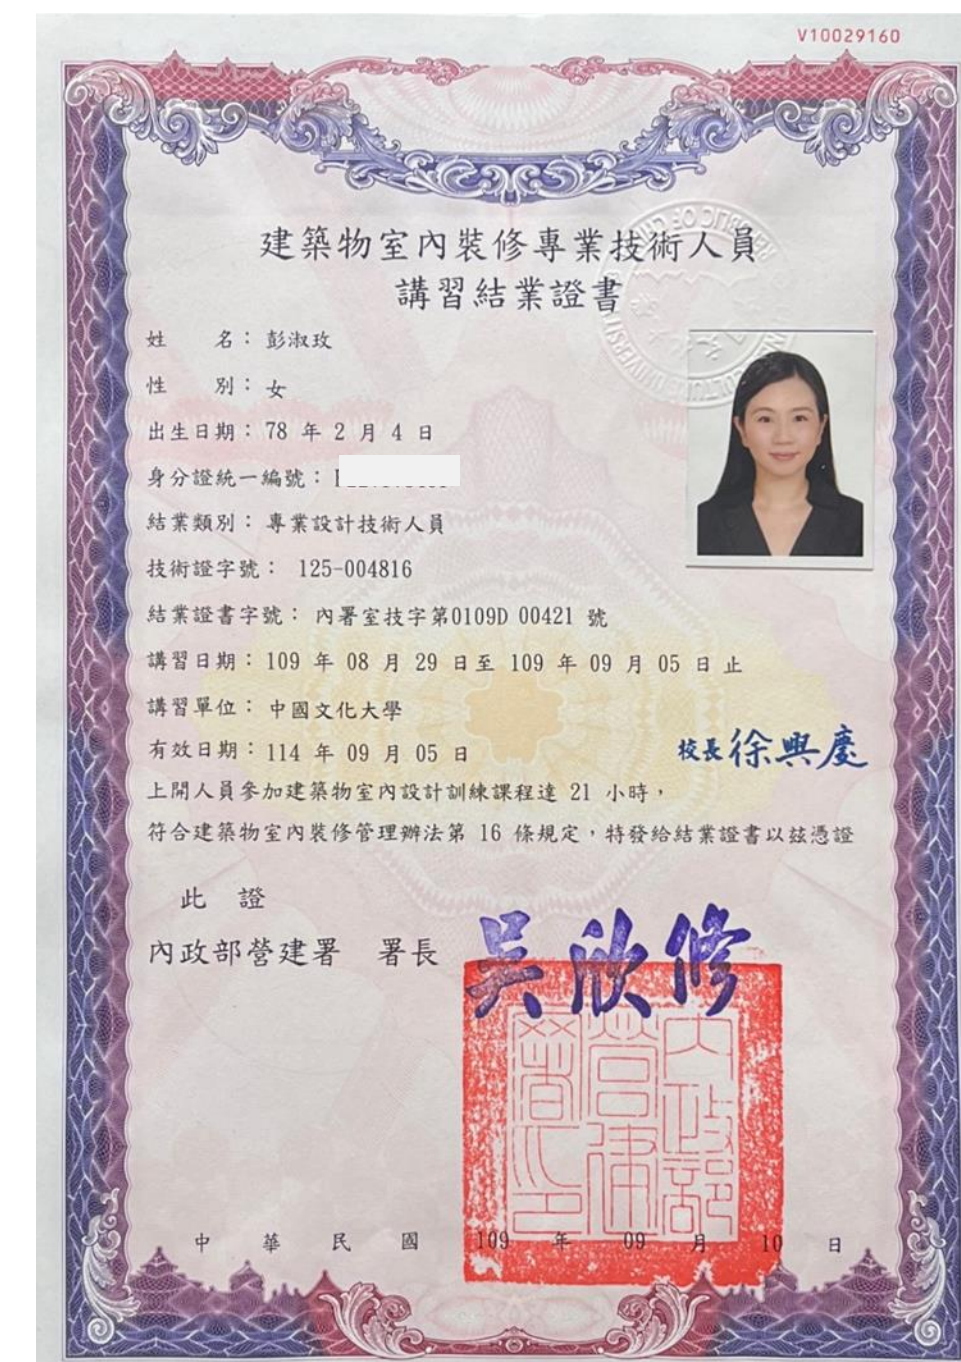 V10029160
建築物室內裝修專業技術人員
講習結業證書
姓　　名：彭淑玫
性　　別：女
出生日期：78 年 2 月 4 日
身分證統一編號：
結業類別：專業設計技術人員
技術證字號： 125-004816
結業證書字號： 內署室技字第0109D 00421 號
講習日期：109 年 08 月 29 日至 109 年 09 月 05 日止
講習單位：中國文化大學
有效日期：114 年 09 月 05 日
校長徐興慶
上開人員參加建築物室內設計訓練課程達 21 小時，
符合建築物室內裝修管理辦法第 16 條規定，特發給結業證書以茲憑證
此　證
內政部營建署　署長 吳欣修
內政部營建署印
中　華　民　國　109　年　09　月　10　日